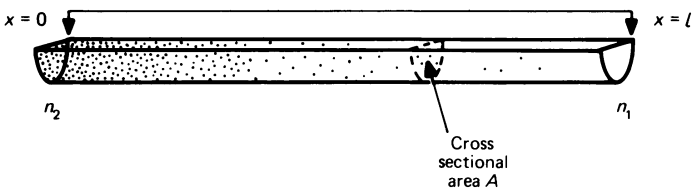 x = 0
x = l
n2
n1
Cross
sectional
area A